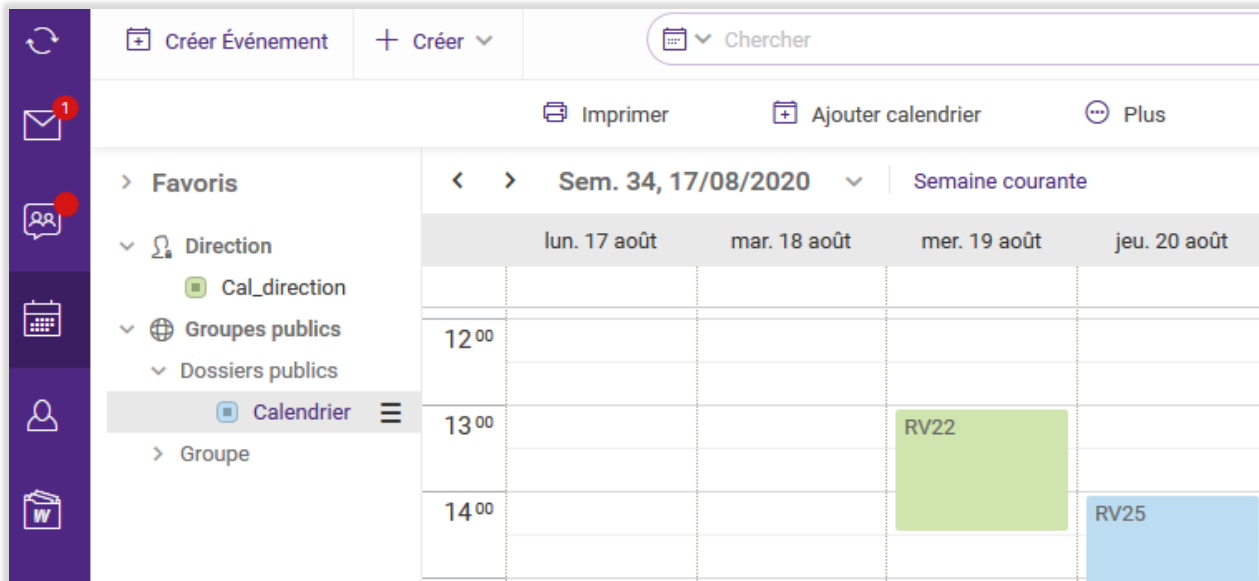 Créer Événement
Créer
Chercher
1
Imprimer
Ajouter calendrier
Plus
Favoris
Sem. 34, 17/08/2020
Semaine courante
lun. 17 août
mar. 18 août
mer. 19 août
jeu. 20 août
Direction
Cal_direction
Groupes publics
Dossiers publics
Calendrier
Groupe
12 00
13 00
RV22
14 00
RV25
W